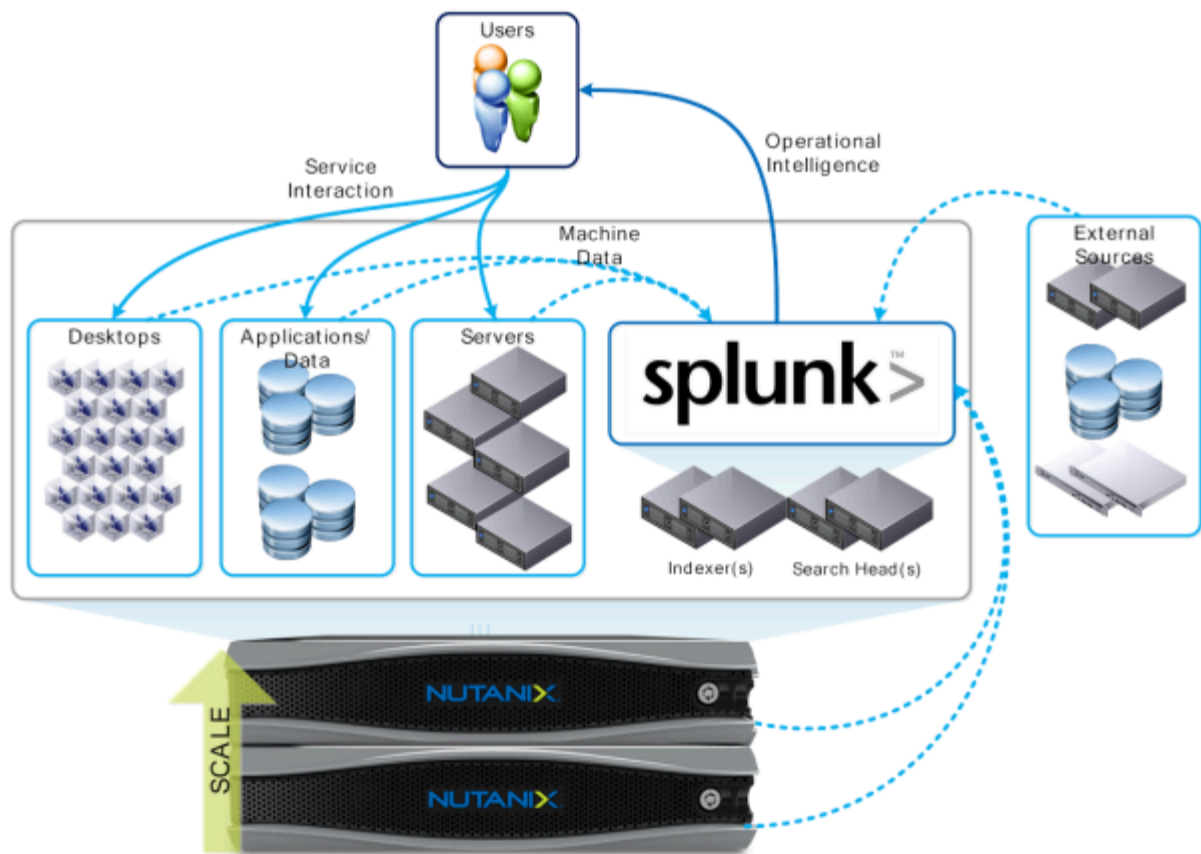 Users
Operational
Intelligence
Service
Interaction
Machine
Data
External
Sources
Desktops
Applications/
Data
Servers
splunk>™
Indexer(s)
Search Head(s)
SCALE
NUTANIX
NUTANIX